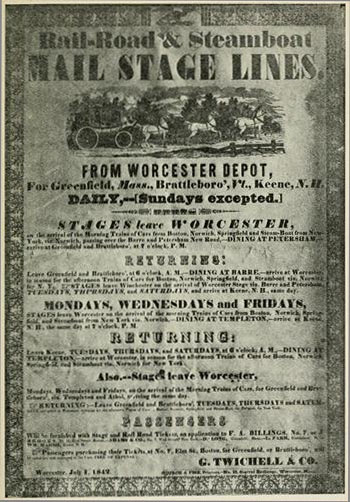 Rail-Road & Steamboat
MAIL STAGE LINES.
FROM WORCESTER DEPOT,
For Greenfield, Mass., Brattleboro', Vt., Keene, N. H.
DAILY,--[Sundays excepted.]
STAGES leave WORCESTER,
on the arrival of the Morning Trains of Cars from Boston, Norwich, Springfield and Steam-Boat from New-
York, via Norwich, passing over the Barre and Petersham New Road,--DINING AT PETERSHAM,--
arrive at Greenfield and Brattleboro', at 7 o'clock, P. M.
RETURNING:
Leave Greenfield and Brattleboro', at 6 o'clock, A. M.--DINING AT BARRE,--arrive at Worcester,
in season for the afternoon Trains of Cars for Boston, Norwich, Springfield, and Steamboat via. Norwich
for N. Y. STAGES leave Winchester on the arrival of Worcester Stage via. Barre and Petersham,
TUESDAYS, THURSDAYS and SATURDAYS, and arrive at Keene, N. H., same day.
MONDAYS, WEDNESDAYS and FRIDAYS,
STAGES leave Worcester on the arrival of the morning Trains of Cars from Boston, Norwich, Spring-
field, and Steamboat from New York via. Norwich,--DINING AT TEMPLETON,--arrive at Keene,
N. H., the same day at 7 o'clock, P. M.
RETURNING:
Leave Keene, TUESDAYS, THURSDAYS, and SATURDAYS, at 6 o'clock, A. M.--DINING AT
TEMPLETON,--arrive at Worcester, in season for the afternoon Trains of Cars for Boston, Norwich,
Springfield, and Steamboat via. Norwich for New York.
Also,--Stages leave Worcester,
Mondays, Wednesdays and Fridays, on the arrival of the Morning Trains of Cars, for Greenfield and Brat-
tleboro', via. Templeton and Athol, the same day.
RETURNING--Leave Greenfield and Brattleboro', TUESDAYS, THURSDAYS and SATUR-
PASSENGERS
Will be furnished with Stage and Rail Road Tickets, on application to F. A. BILLINGS, No. 7, or
Passengers purchasing their Tickets, at No. 7, Elm St., Boston, for Greenfield, or Brattleboro', will
G. TWICHELL & CO.
Worcester, July 1, 1842.